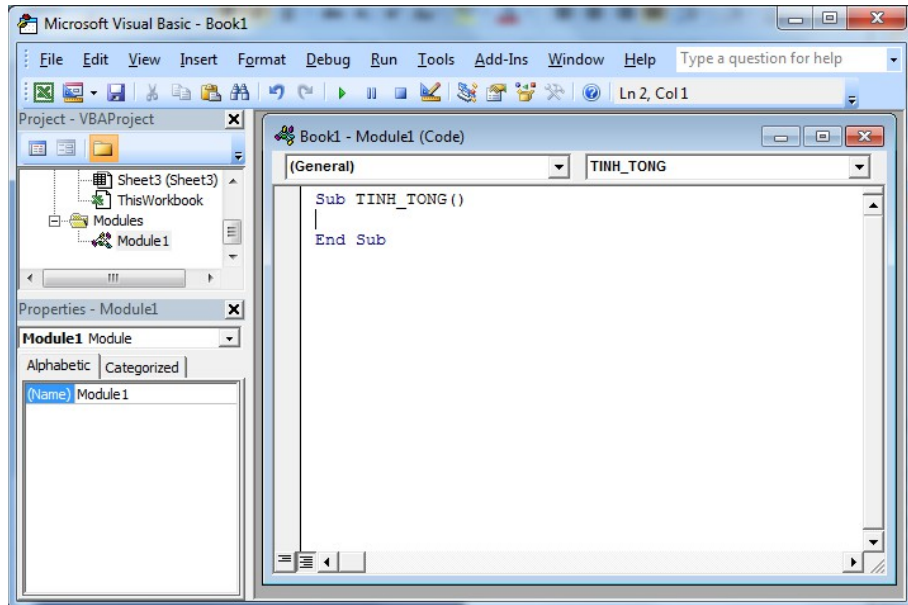 Microsoft Visual Basic - Book1
File Edit View Insert Format Debug Run Tools Add-Ins Window Help Type a question for help
Ln 2, Col 1
Project - VBAProject
Sheet3 (Sheet3)
ThisWorkbook
Modules
Module1
Properties - Module1
Module1 Module
Alphabetic Categorized
(Name) Module1
Book1 - Module1 (Code)
(General) TINH_TONG
Sub TINH_TONG()
End Sub